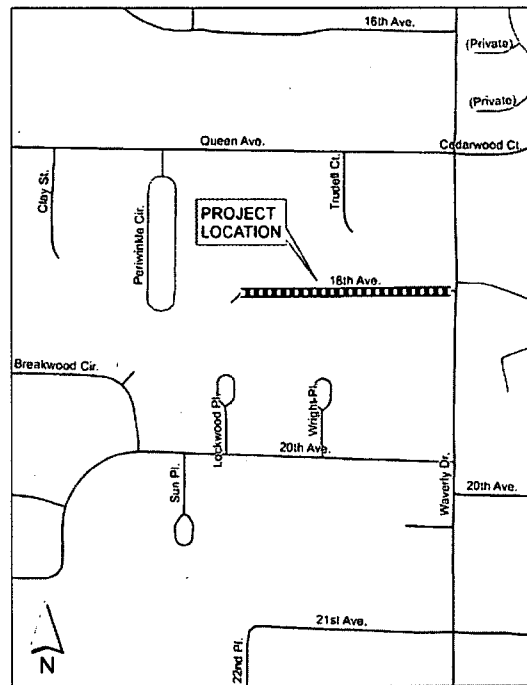 16th Ave.
(Private)
(Private)
Queen Ave.
Cedarwood Ct.
Clay St.
Periwinkle Cir.
Trudell Ct.
PROJECT
LOCATION
18th Ave.
Breakwood Cir.
Lockwood Pl.
Wright Pl.
20th Ave.
Sun Pl.
Waverly Dr.
20th Ave.
21st Ave.
22nd Pl.
N